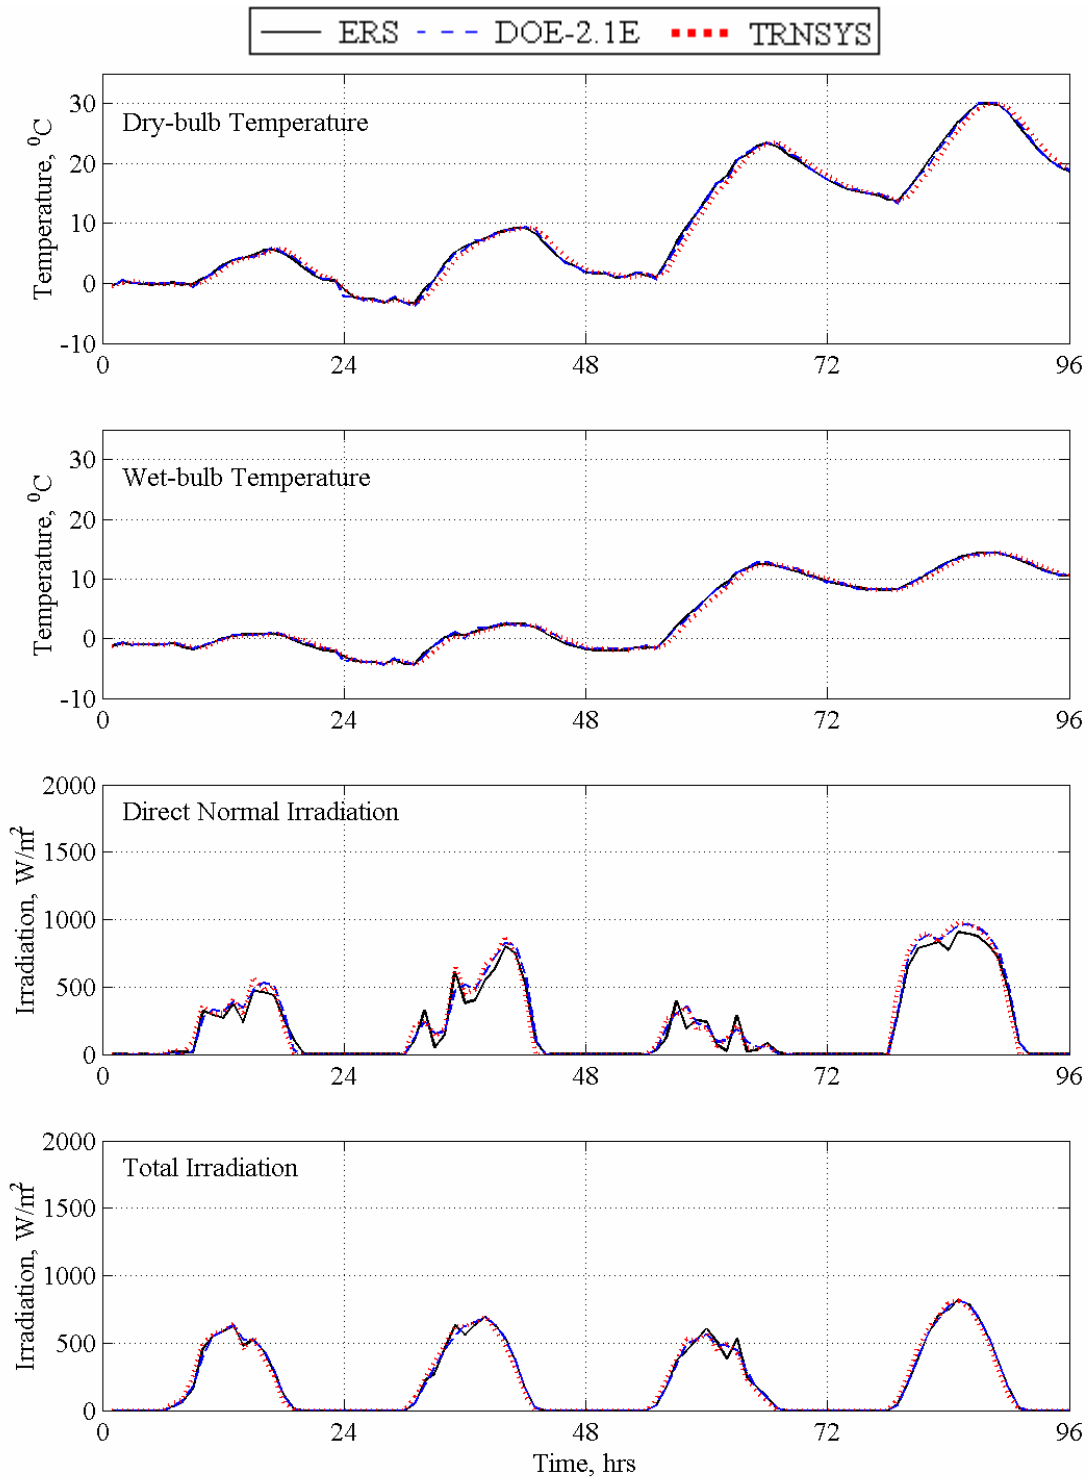 ERS DOE-2.1E TRNSYS
Dry-bulb Temperature
Temperature, ⁰C
30
20
10
0
-10
0 24 48 72 96
Wet-bulb Temperature
Temperature, ⁰C
30
20
10
0
-10
0 24 48 72 96
Direct Normal Irradiation
Irradiation, W/m²
2000
1500
1000
500
0
0 24 48 72 96
Total Irradiation
Irradiation, W/m²
2000
1500
1000
500
0
0 24 48 72 96
Time, hrs